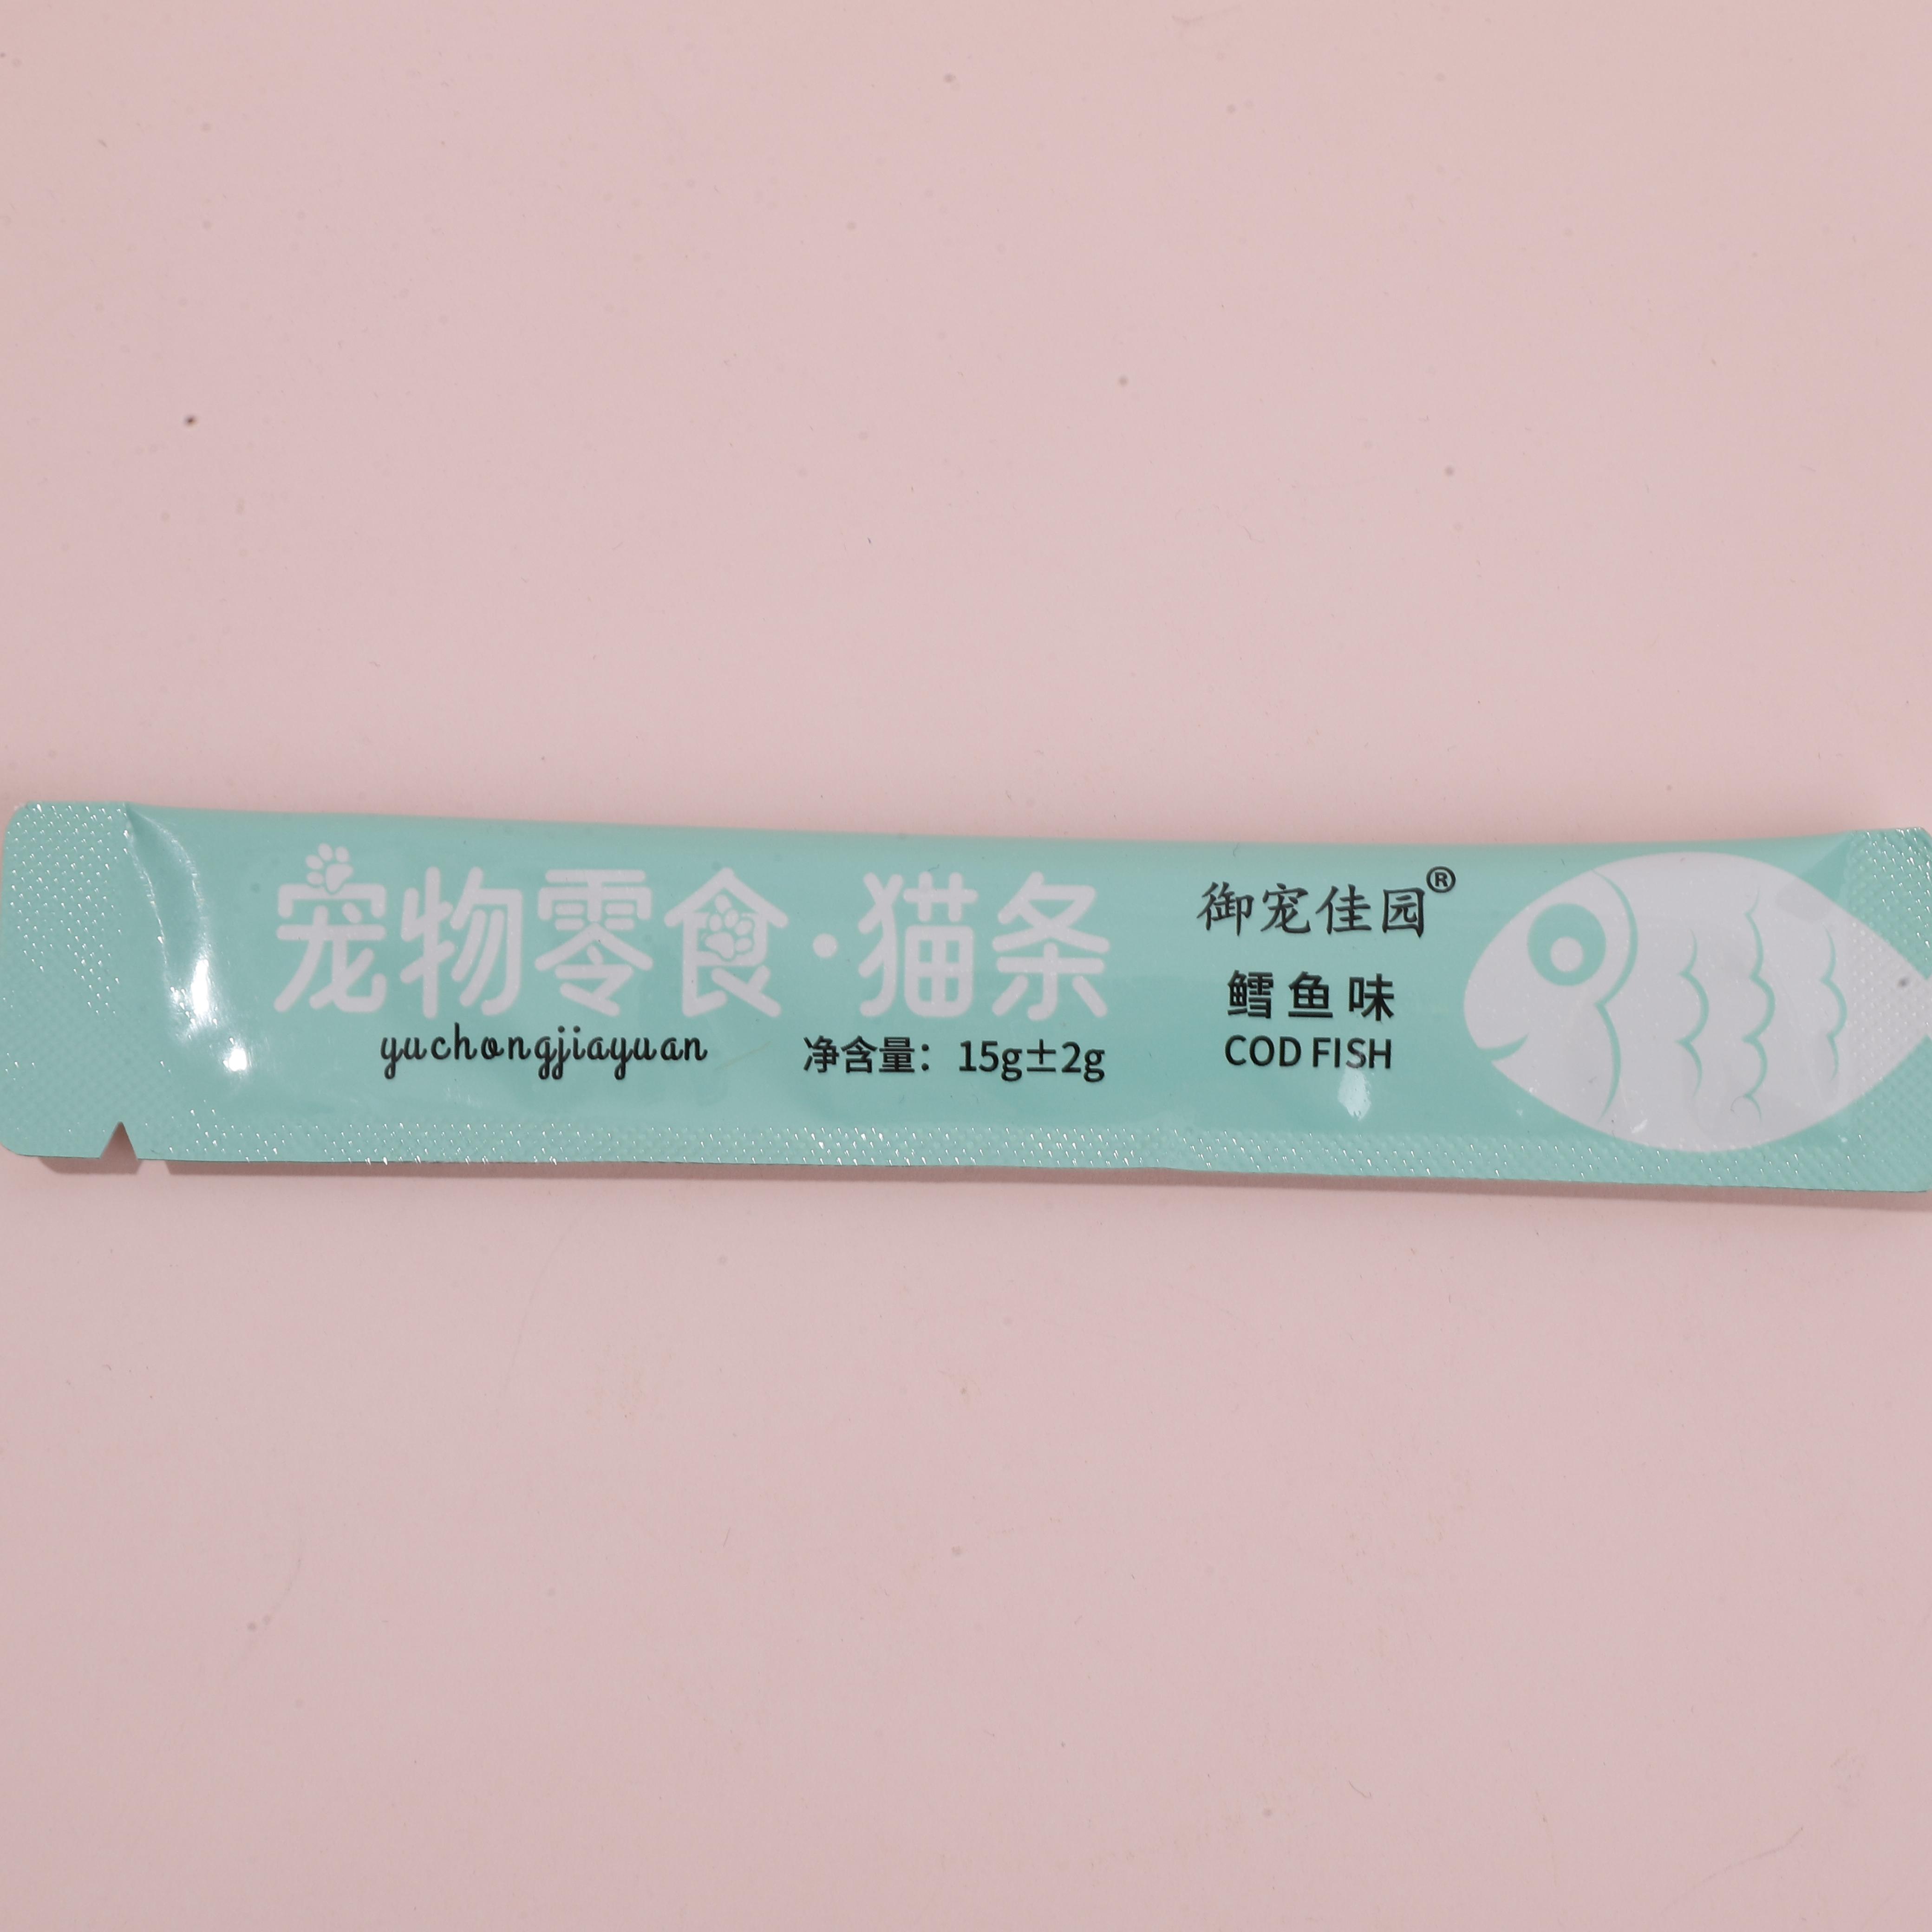 宠物零食·猫条
yuchongjiayuan
净含量：15g±2g
御宠佳园®
鳕鱼味
COD FISH